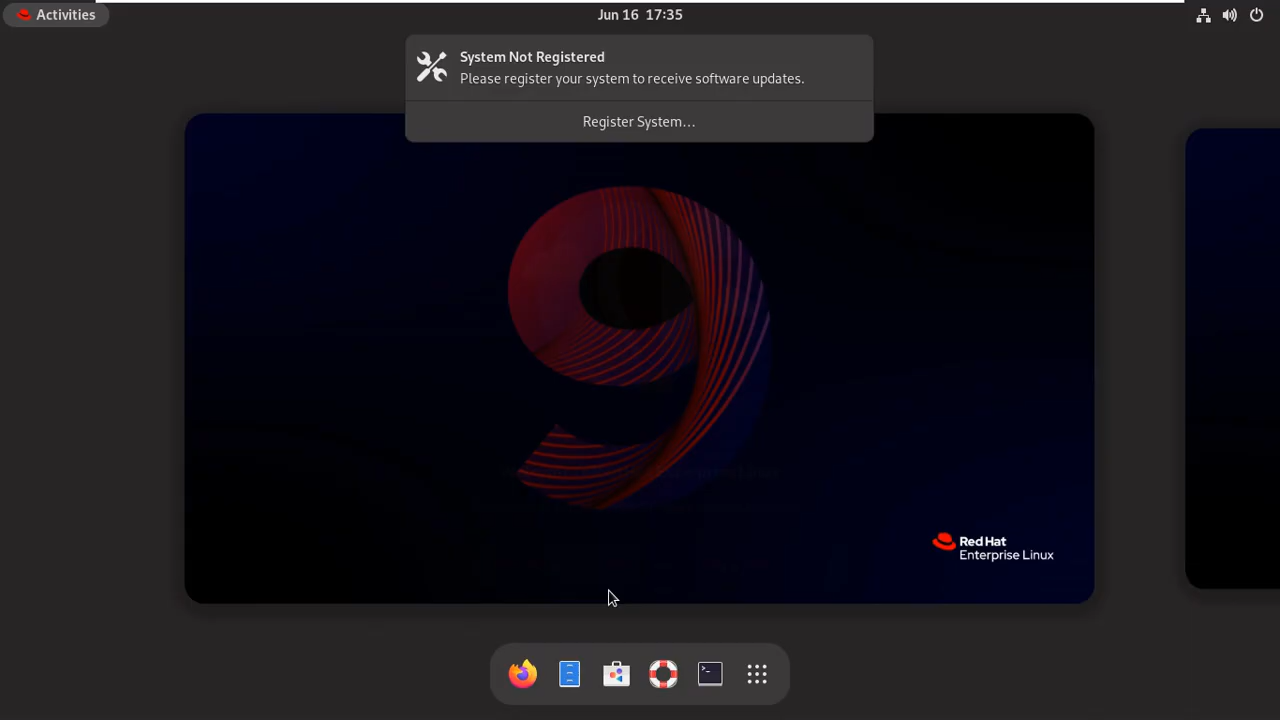 Activities
Jun 16 17:35
System Not Registered
Please register your system to receive software updates.
Register System...
Red Hat
Enterprise Linux